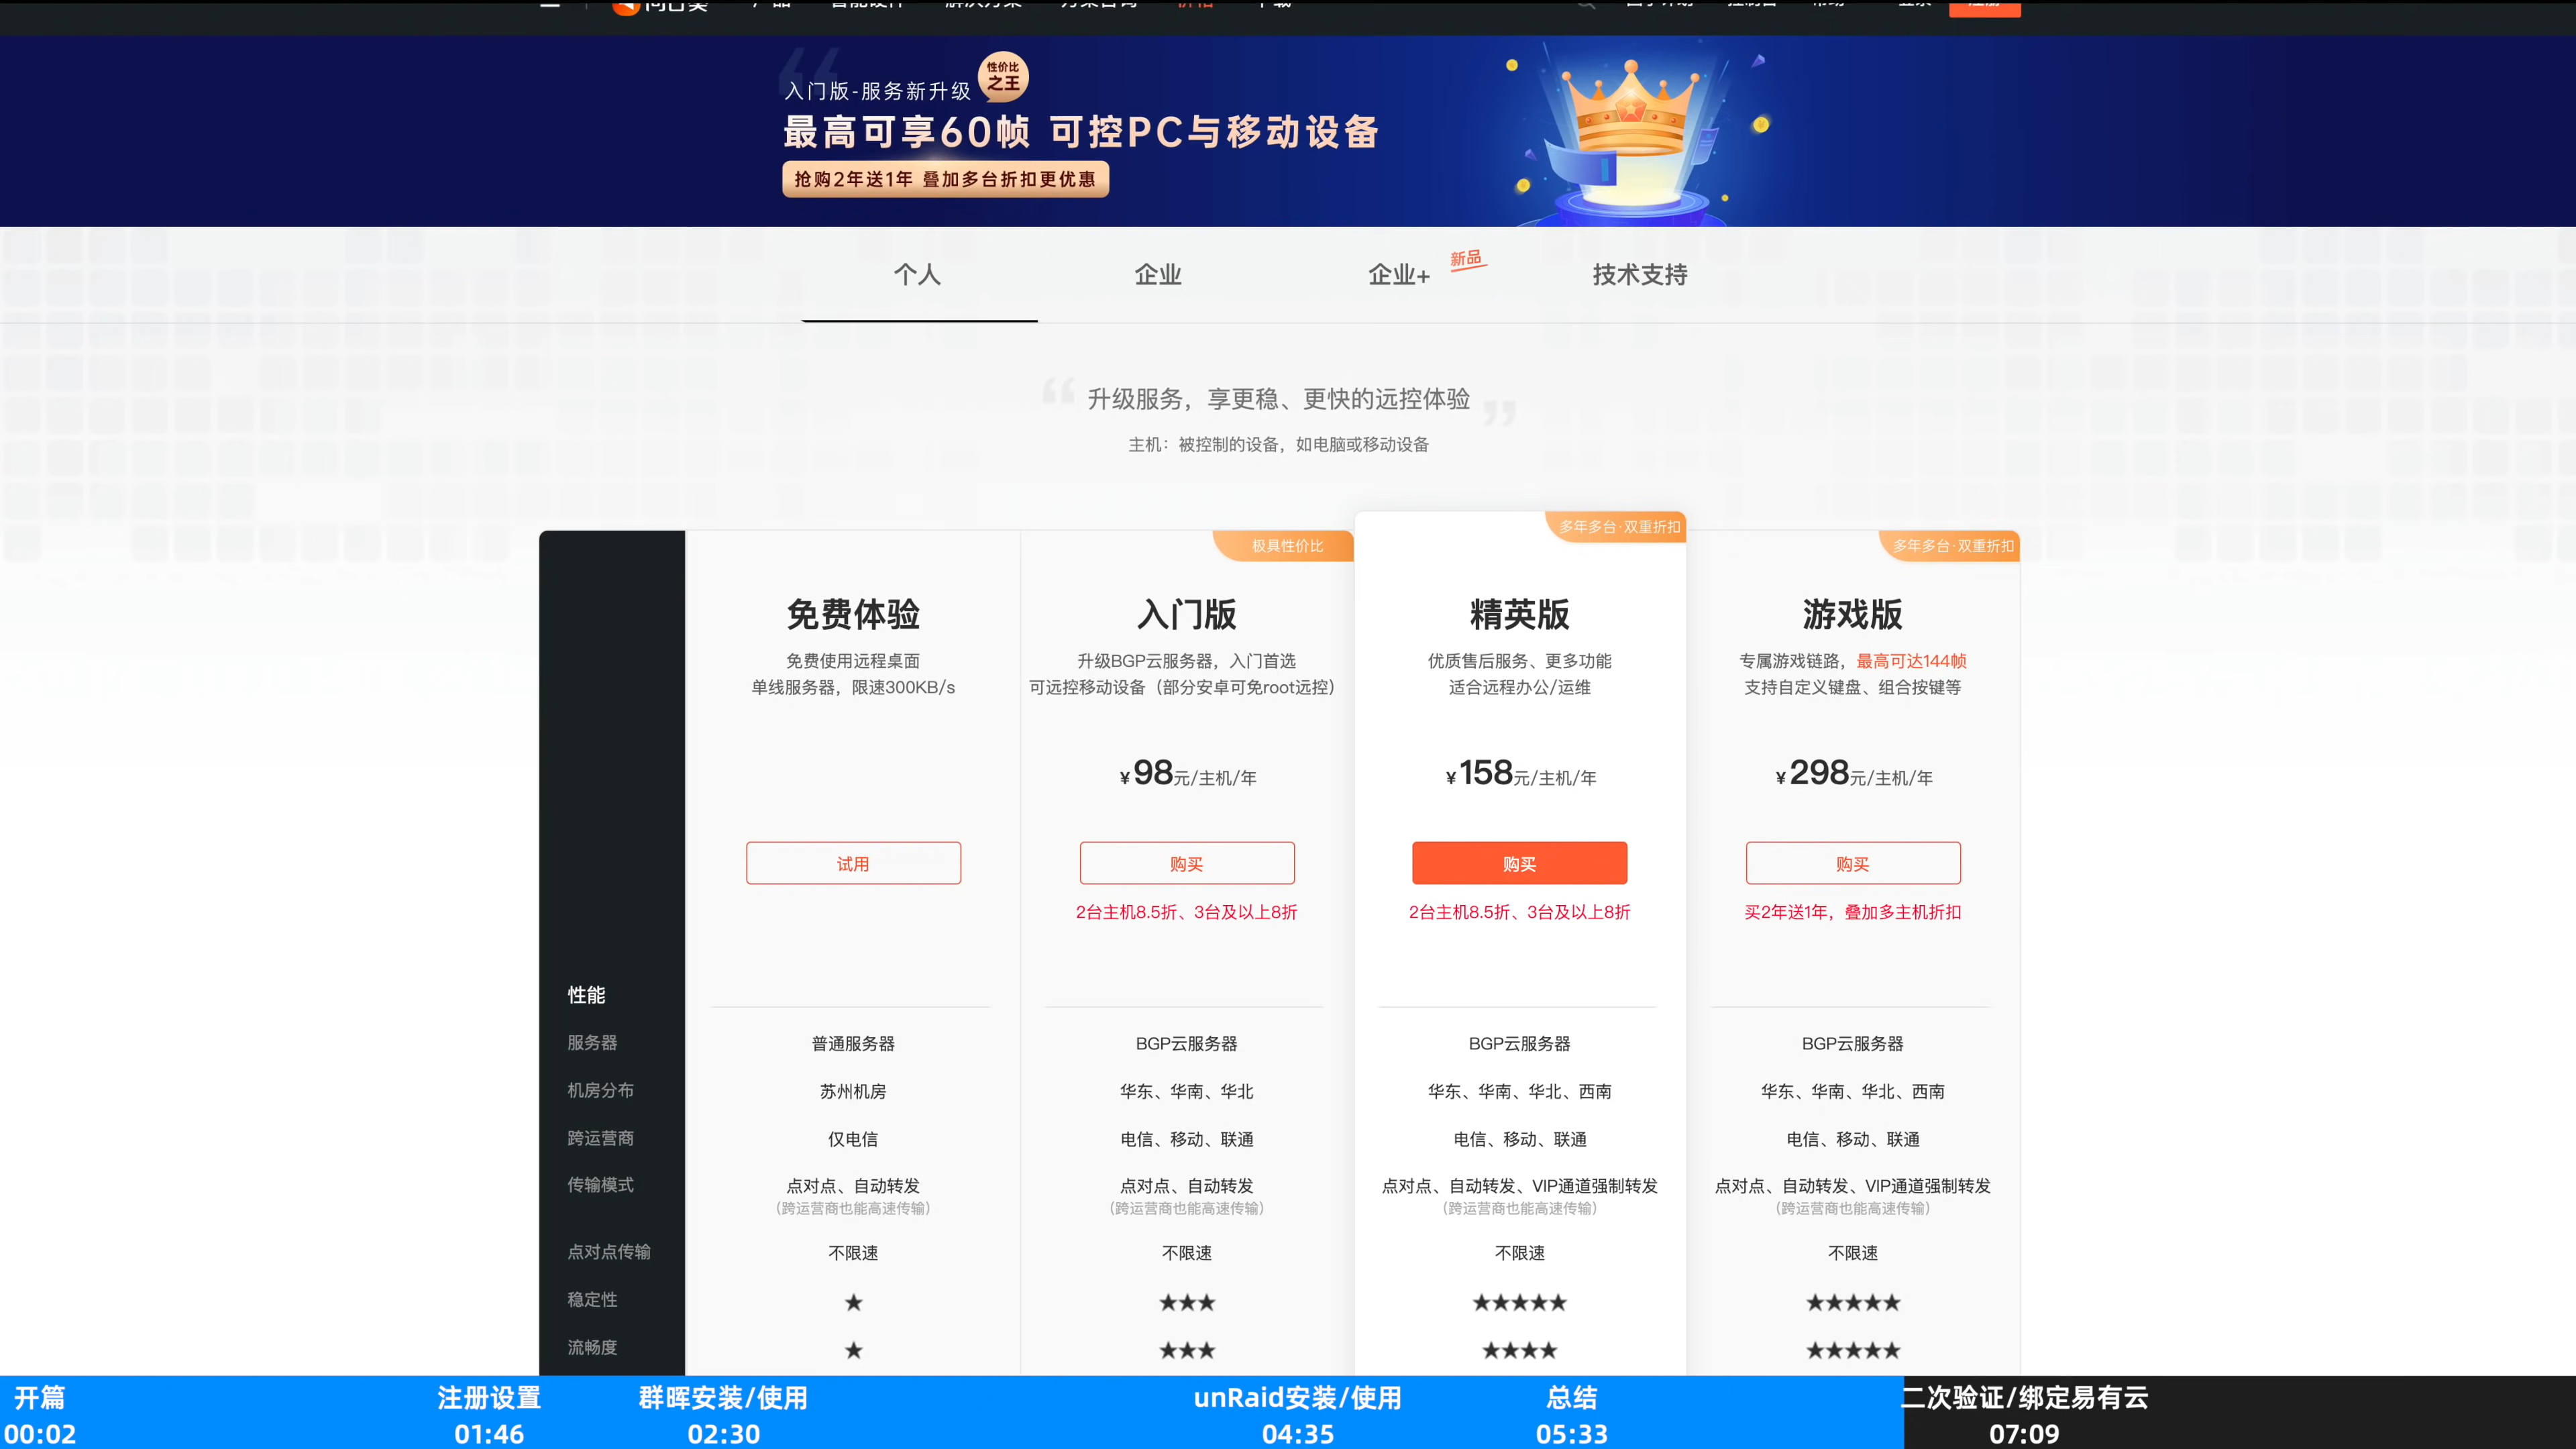 入门版-服务新升级
性价比
之王
最高可享60帧 可控PC与移动设备
抢购2年送1年 叠加多台折扣更优惠
个人
企业
企业+
新品
技术支持
升级服务，享更稳、更快的远控体验
主机：被控制的设备，如电脑或移动设备
极具性价比
多年多台·双重折扣
多年多台·双重折扣
免费体验
入门版
精英版
游戏版
免费使用远程桌面
单线服务器，限速300KB/s
升级BGP云服务器，入门首选
可远控移动设备（部分安卓可免root远控）
优质售后服务、更多功能
适合远程办公/运维
专属游戏链路，最高可达144帧
支持自定义键盘、组合按键等
¥98元/主机/年
¥158元/主机/年
¥298元/主机/年
试用
购买
购买
购买
2台主机8.5折、3台及以上8折
2台主机8.5折、3台及以上8折
买2年送1年，叠加多主机折扣
性能
服务器
普通服务器
BGP云服务器
BGP云服务器
BGP云服务器
机房分布
苏州机房
华东、华南、华北
华东、华南、华北、西南
华东、华南、华北、西南
跨运营商
仅电信
电信、移动、联通
电信、移动、联通
电信、移动、联通
传输模式
点对点、自动转发
（跨运营商也能高速传输）
点对点、自动转发
（跨运营商也能高速传输）
点对点、自动转发、VIP通道强制转发
（跨运营商也能高速传输）
点对点、自动转发、VIP通道强制转发
（跨运营商也能高速传输）
点对点传输
不限速
不限速
不限速
不限速
稳定性
★
★★★
★★★★★
★★★★★
流畅度
★
★★★
★★★★
★★★★★
开篇
00:02
注册设置
01:46
群晖安装/使用
02:30
unRaid安装/使用
04:35
总结
05:33
二次验证/绑定易有云
07:09